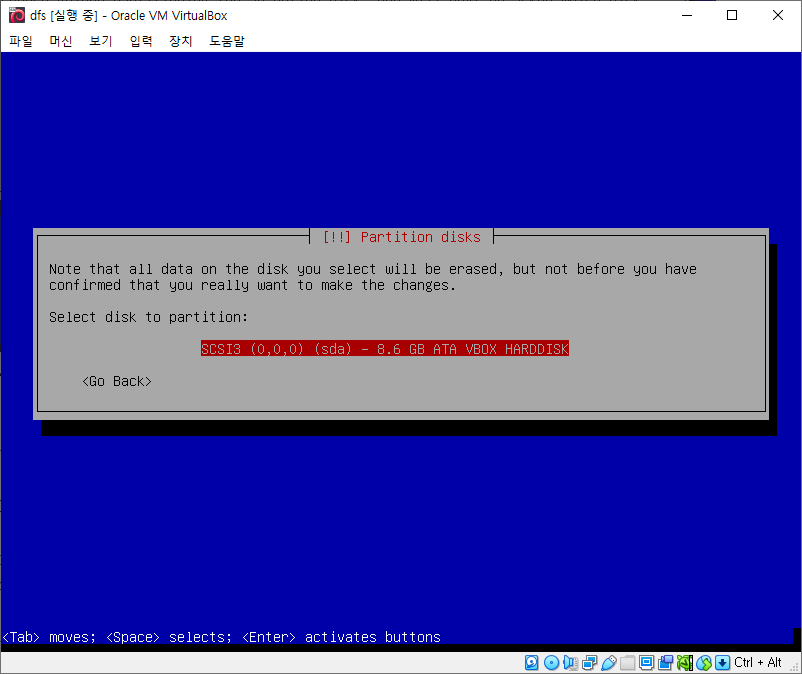 dfs [실행 중] - Oracle VM VirtualBox
파일 머신 보기 입력 장치 도움말
[!!] Partition disks
Note that all data on the disk you select will be erased, but not before you have
confirmed that you really want to make the changes.
Select disk to partition:
SCSI3 (0,0,0) (sda) - 8.6 GB ATA VBOX HARDDISK
<Go Back>
<Tab> moves; <Space> selects; <Enter> activates buttons
Ctrl + Alt